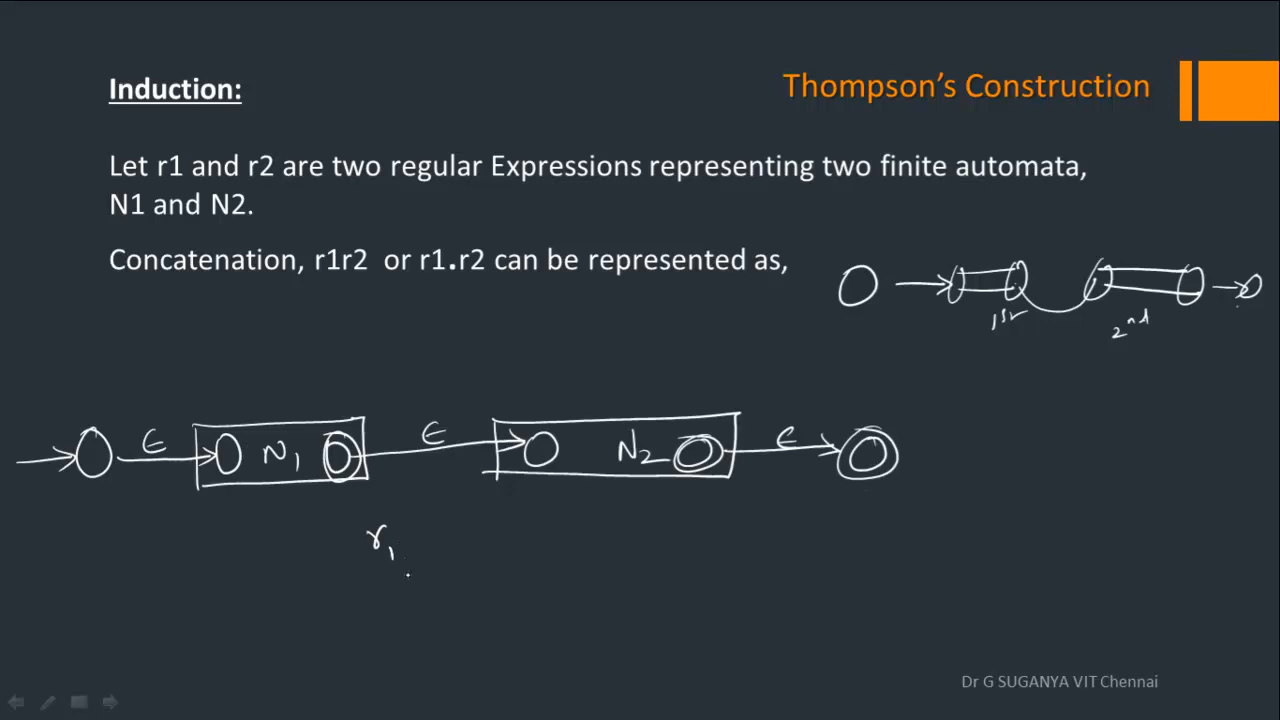 Induction:
Thompson's Construction
Let r1 and r2 are two regular Expressions representing two finite automata,
N1 and N2.
Concatenation, r1r2 or r1.r2 can be represented as,
1st
2nd
ε N1 ε N2 ε
r1
Dr G SUGANYA VIT Chennai